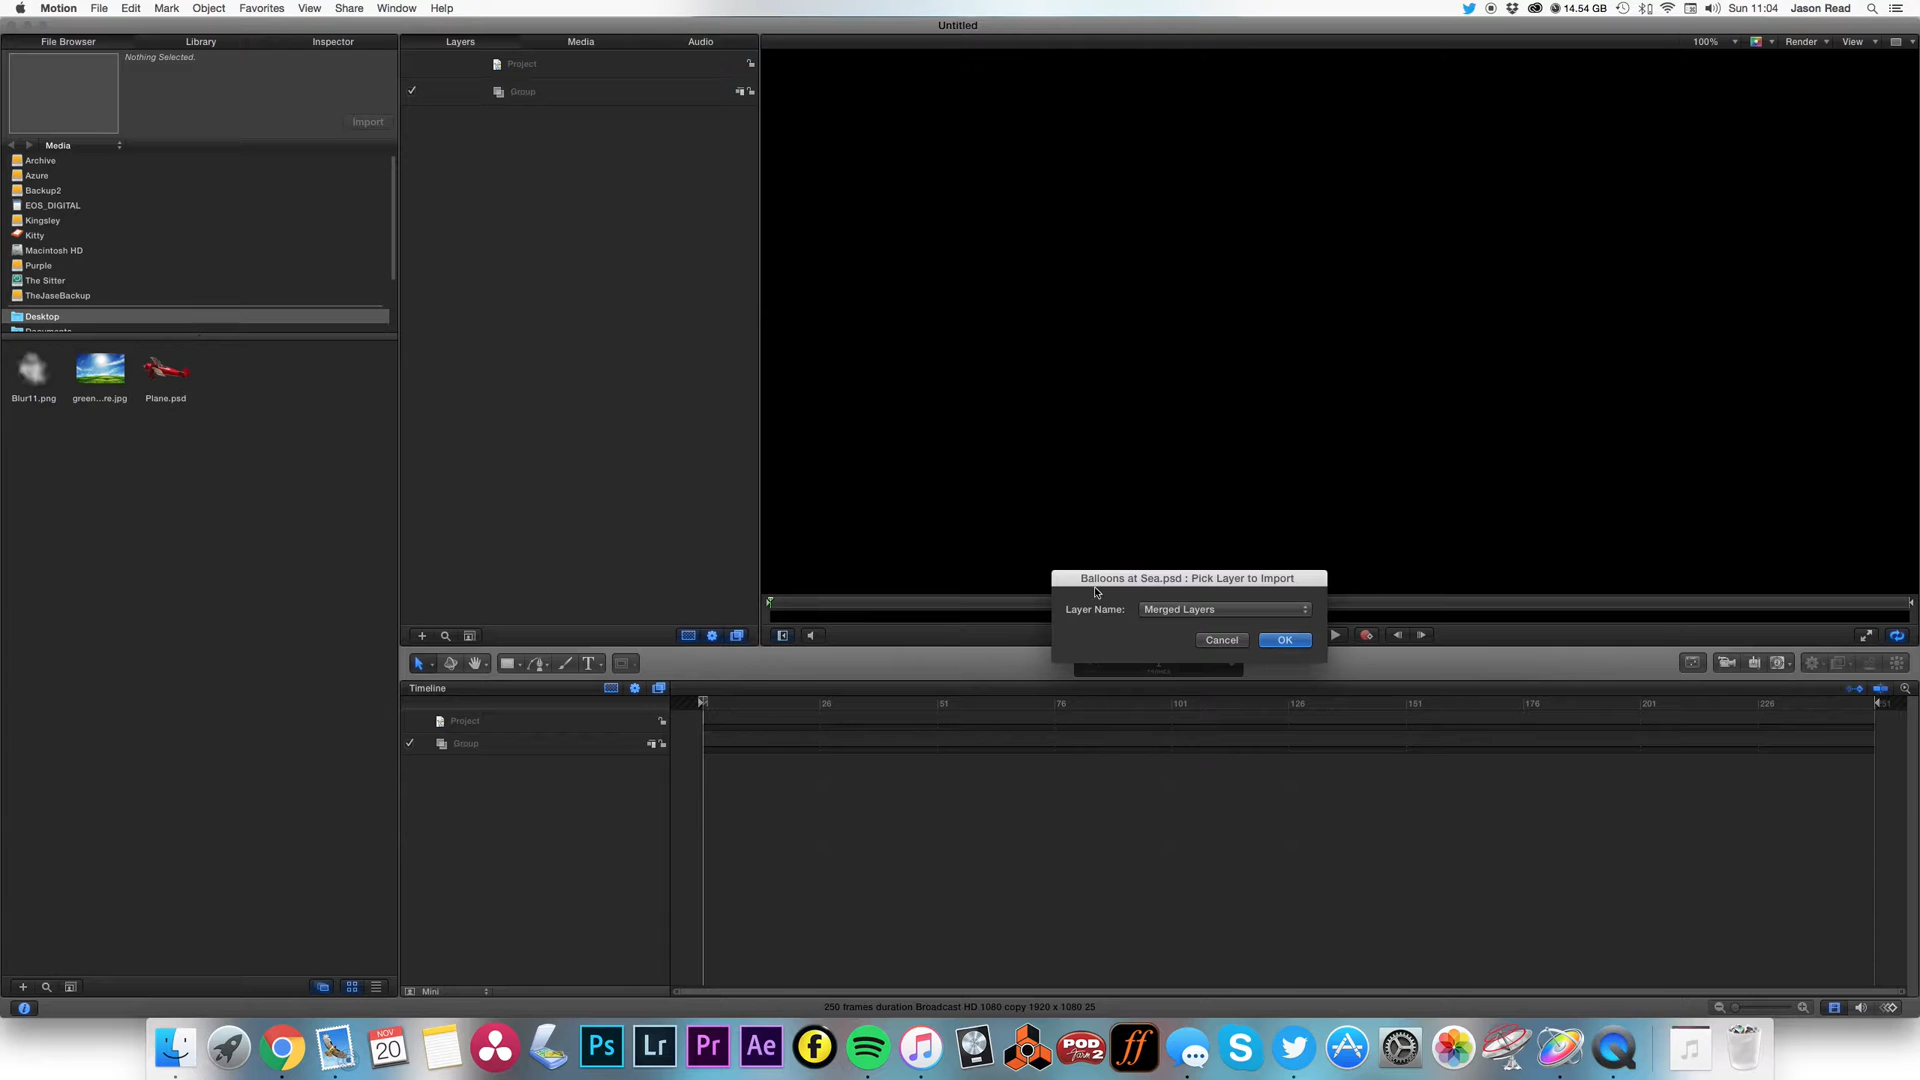 Motion File Edit Mark Object Favorites View Share Window Help
14.54 GB Sun 11:04 Jason Read
Untitled
File Browser Library Inspector
Layers Media Audio
100% Render View
Nothing Selected.
Import
Media
Archive
Azure
Backup2
EOS_DIGITAL
Kingsley
Kitty
Macintosh HD
Purple
The Sitter
TheJaseBackup
Desktop
Documents
Blur11.png green...re.jpg Plane.psd
Project
Group
Balloons at Sea.psd : Pick Layer to Import
Layer Name: Merged Layers
Cancel OK
T
Timeline
26 51 76 101 126 151 176 201 226
Project
Group
Mini
250 frames duration Broadcast HD 1080 copy 1920 x 1080 25
NOV
20
Ps
Lr
Pr
Ae
f
X
POD
Farm
2
ff
S